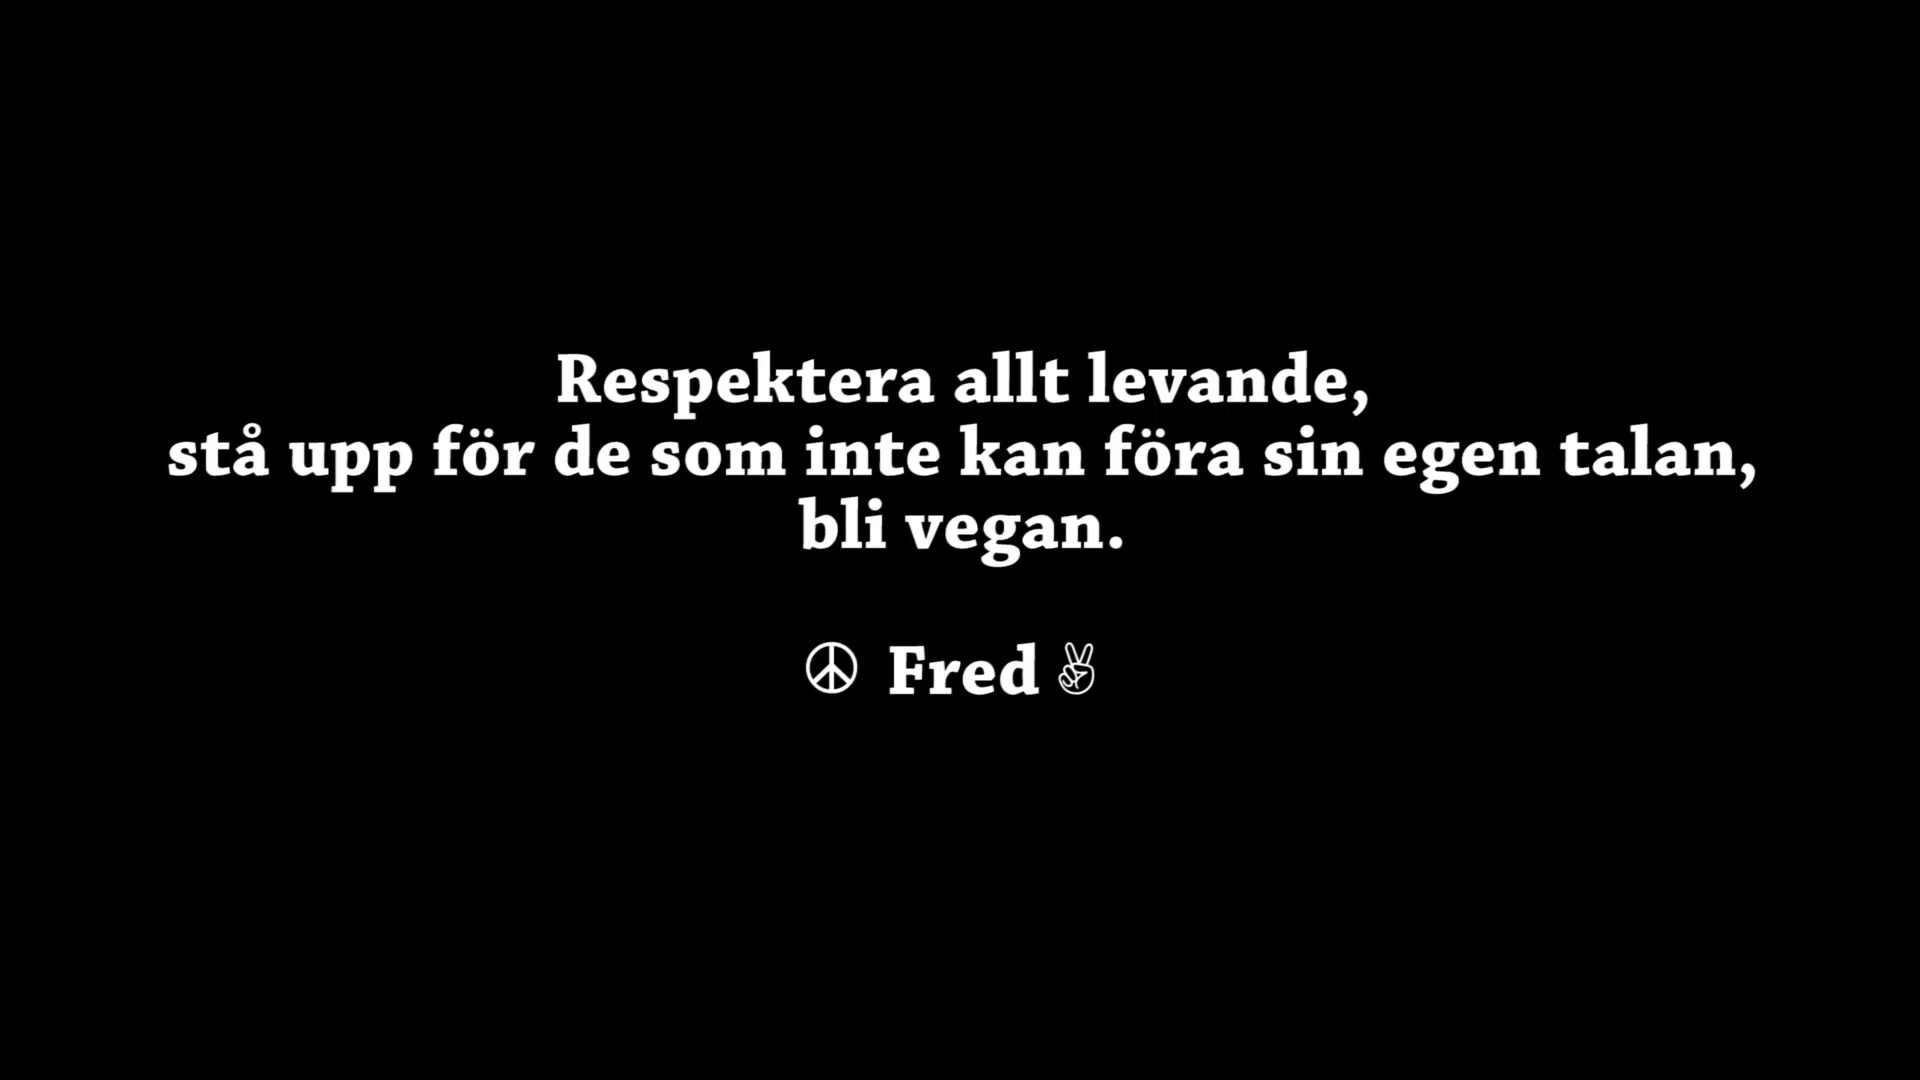 Respektera allt levande,
stå upp för de som inte kan föra sin egen talan,
bli vegan.
☮ Fred ✌